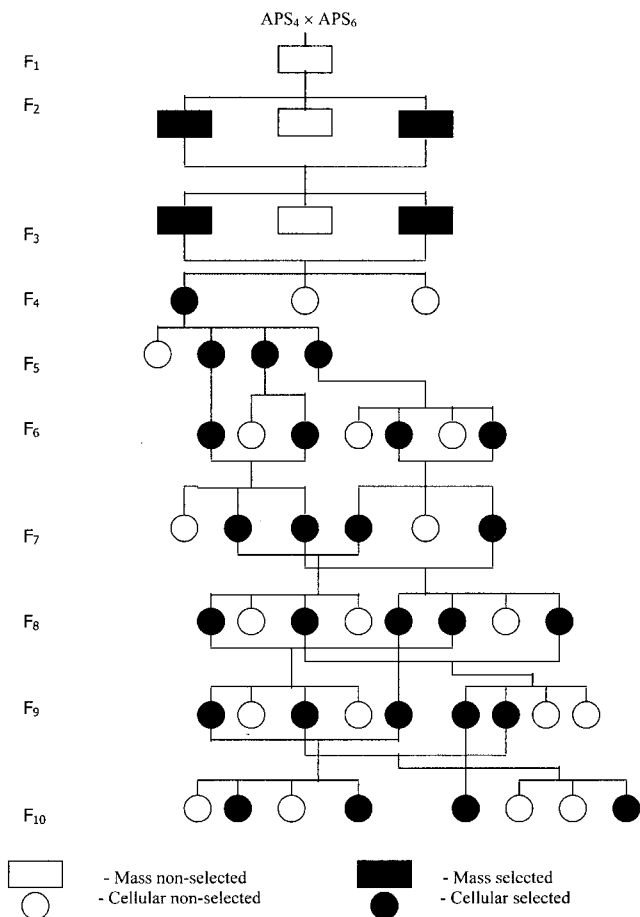 APS₄ × APS₆
F₁
F₂
F₃
F₄
F₅
F₆
F₇
F₈
F₉
F₁₀
- Mass non-selected
- Cellular non-selected
- Mass selected
- Cellular selected